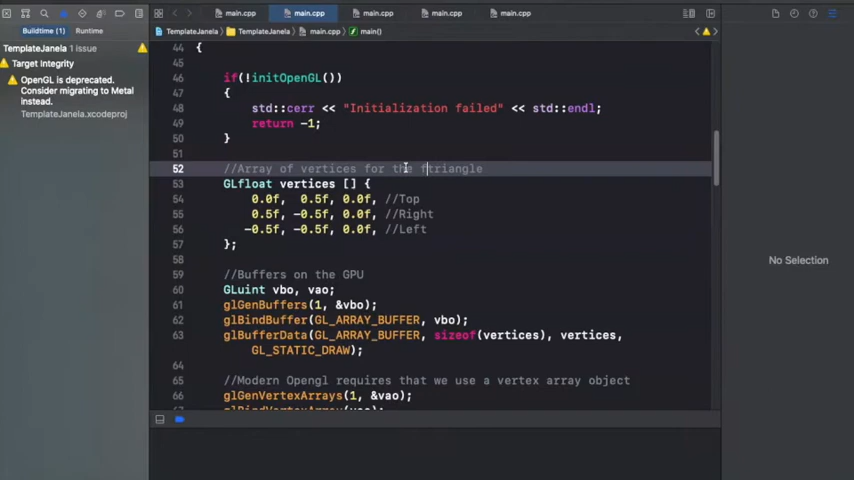 main.cpp
main.cpp
main.cpp
main.cpp
main.cpp
Buildtime (1)
Runtime
TemplateJanela
TemplateJanela
main.cpp
main()
TemplateJanela 1 issue
Target Integrity
OpenGL is deprecated.
Consider migrating to Metal
instead.
TemplateJanela.xcodeproj
44 {
46 if(!initOpenGL())
47 {
48 std::cerr << "Initialization failed" << std::endl;
49 return -1;
50 }
51
52 //Array of vertices for the ftriangle
53 GLfloat vertices [] {
54 0.0f, 0.5f, 0.0f, //Top
55 0.5f, -0.5f, 0.0f, //Right
56 -0.5f, -0.5f, 0.0f, //Left
57 };
58
59 //Buffers on the GPU
60 GLuint vbo, vao;
61 glGenBuffers(1, &vbo);
62 glBindBuffer(GL_ARRAY_BUFFER, vbo);
63 glBufferData(GL_ARRAY_BUFFER, sizeof(vertices), vertices,
GL_STATIC_DRAW);
64
65 //Modern Opengl requires that we use a vertex array object
66 glGenVertexArrays(1, &vao);
67 glBindVertexArray(vao);
No Selection